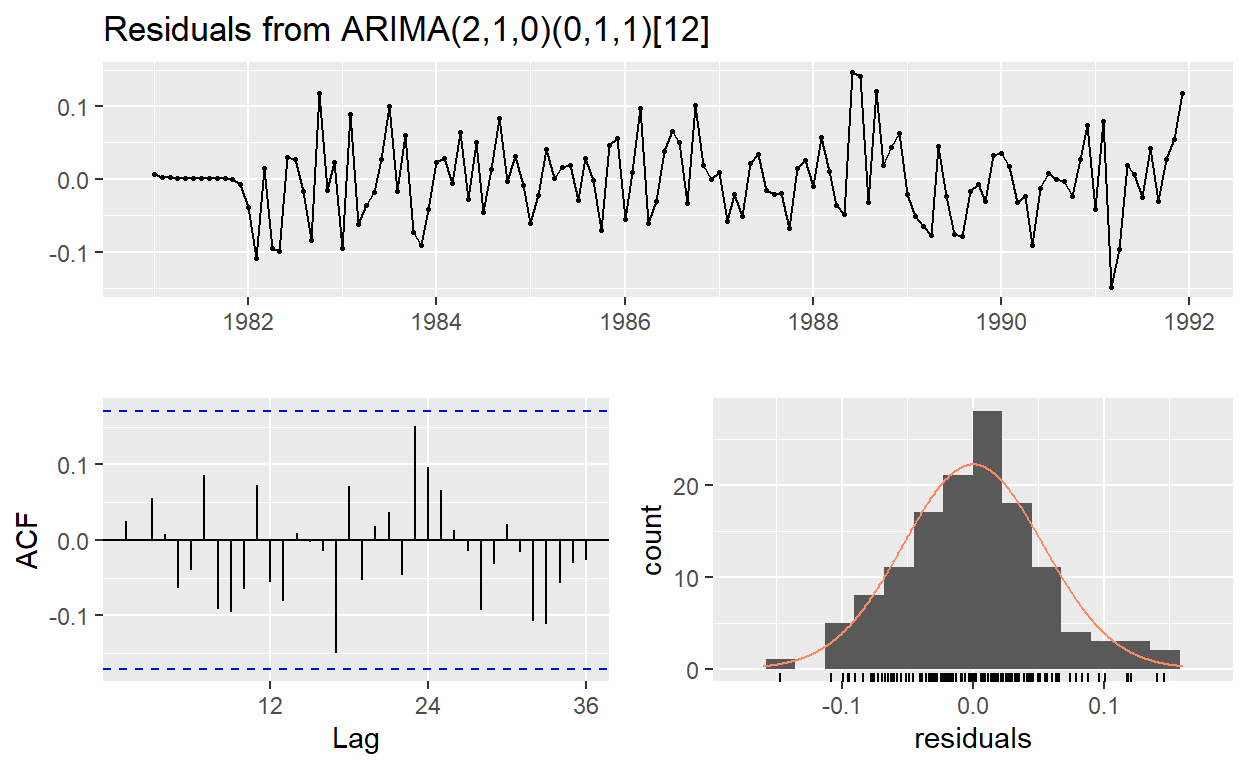 Residuals from ARIMA(2,1,0)(0,1,1)[12]
0.1
0.0
-0.1
1982 1984 1986 1988 1990 1992
ACF
0.1
0.0
-0.1
12 24 36
Lag
count
20
10
0
-0.1 0.0 0.1
residuals